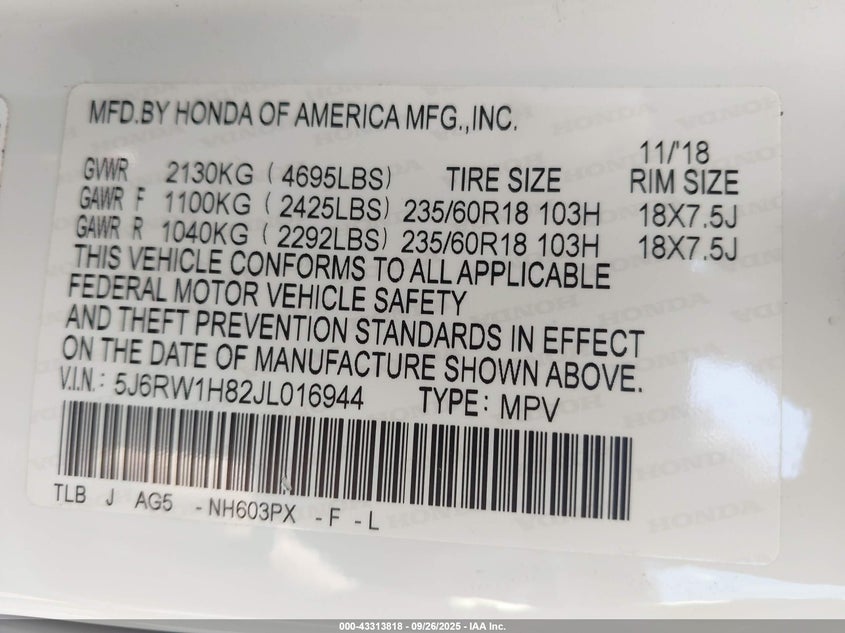 MFD.BY HONDA OF AMERICA MFG.,INC.
11/'18
GVWR 2130KG ( 4695LBS) TIRE SIZE RIM SIZE
GAWR F 1100KG ( 2425LBS) 235/60R18 103H 18X7.5J
GAWR R 1040KG ( 2292LBS) 235/60R18 103H 18X7.5J
THIS VEHICLE CONFORMS TO ALL APPLICABLE
FEDERAL MOTOR VEHICLE SAFETY
AND THEFT PREVENTION STANDARDS IN EFFECT
ON THE DATE OF MANUFACTURE SHOWN ABOVE.
V.I.N.: 5J6RW1H82JL016944 TYPE: MPV
TLB J AG5 -NH603PX -F -L
000-43313818 - 09/26/2025 - IAA Inc.